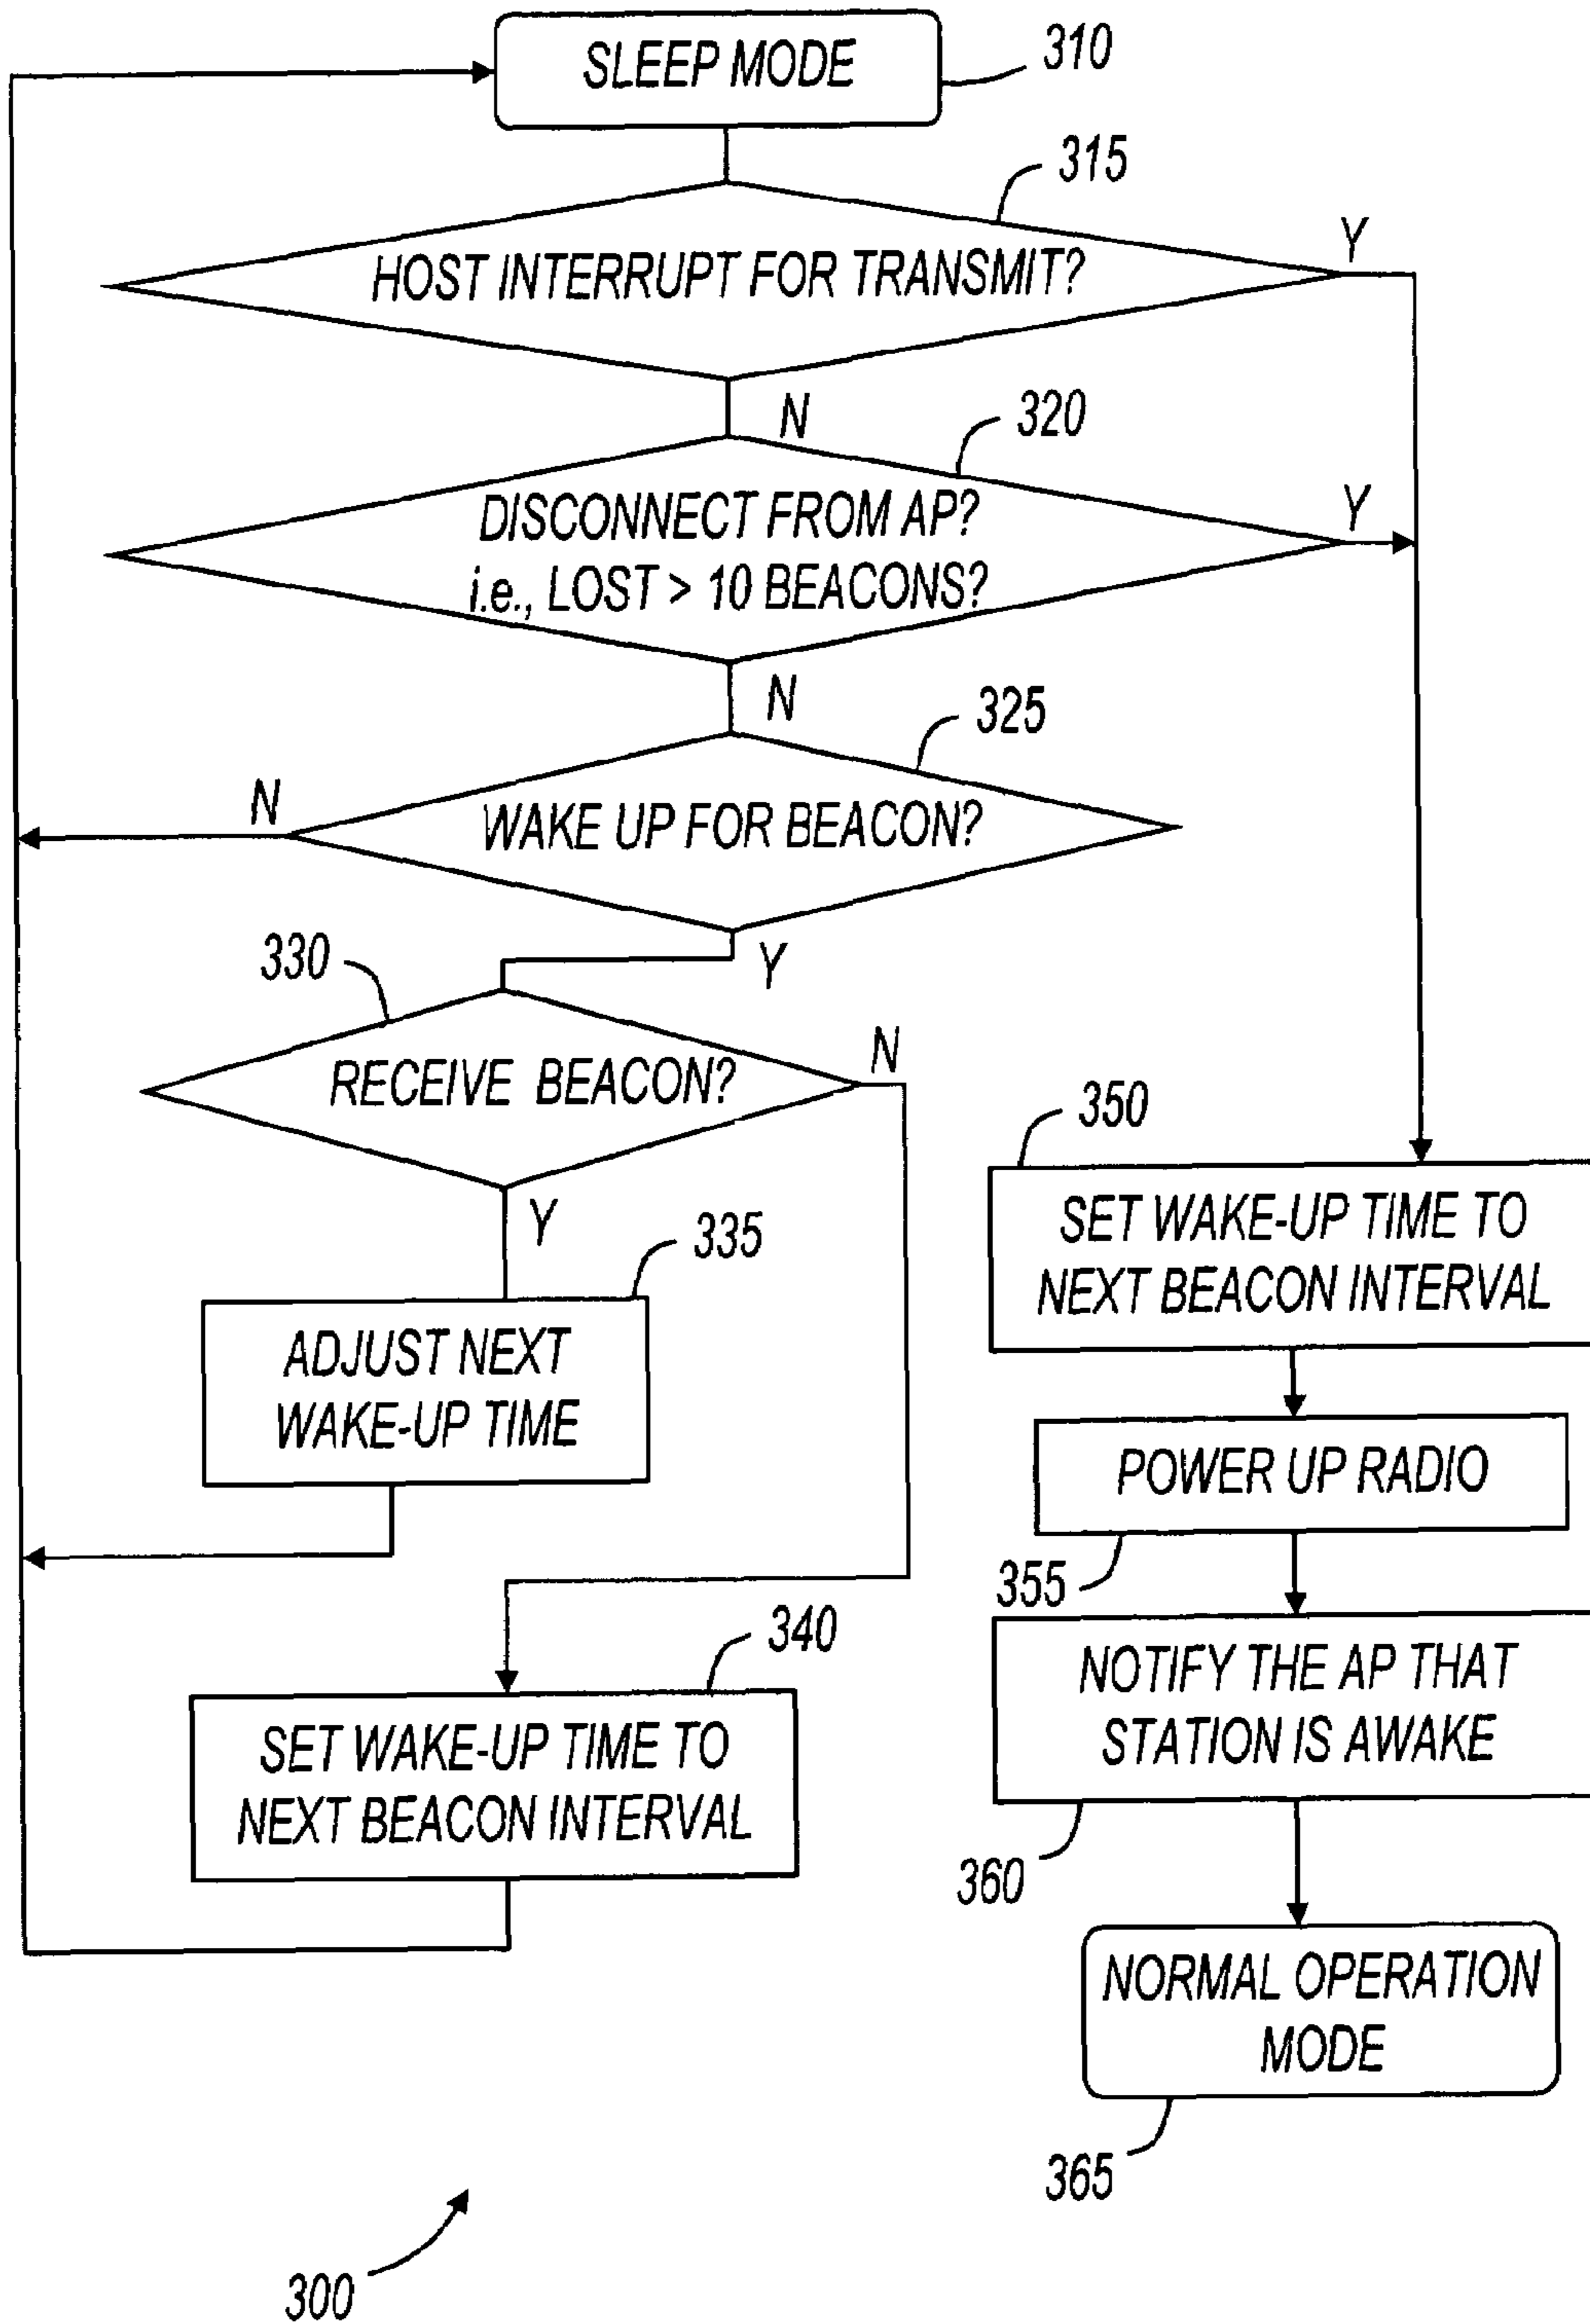 SLEEP MODE
310
315
HOST INTERRUPT FOR TRANSMIT?
Y
N
320
DISCONNECT FROM AP?
i.e., LOST > 10 BEACONS?
Y
N
325
WAKE UP FOR BEACON?
N
Y
330
RECEIVE BEACON?
N
Y
335
ADJUST NEXT
WAKE-UP TIME
340
SET WAKE-UP TIME TO
NEXT BEACON INTERVAL
350
SET WAKE-UP TIME TO
NEXT BEACON INTERVAL
POWER UP RADIO
355
NOTIFY THE AP THAT
STATION IS AWAKE
360
NORMAL OPERATION
MODE
365
300